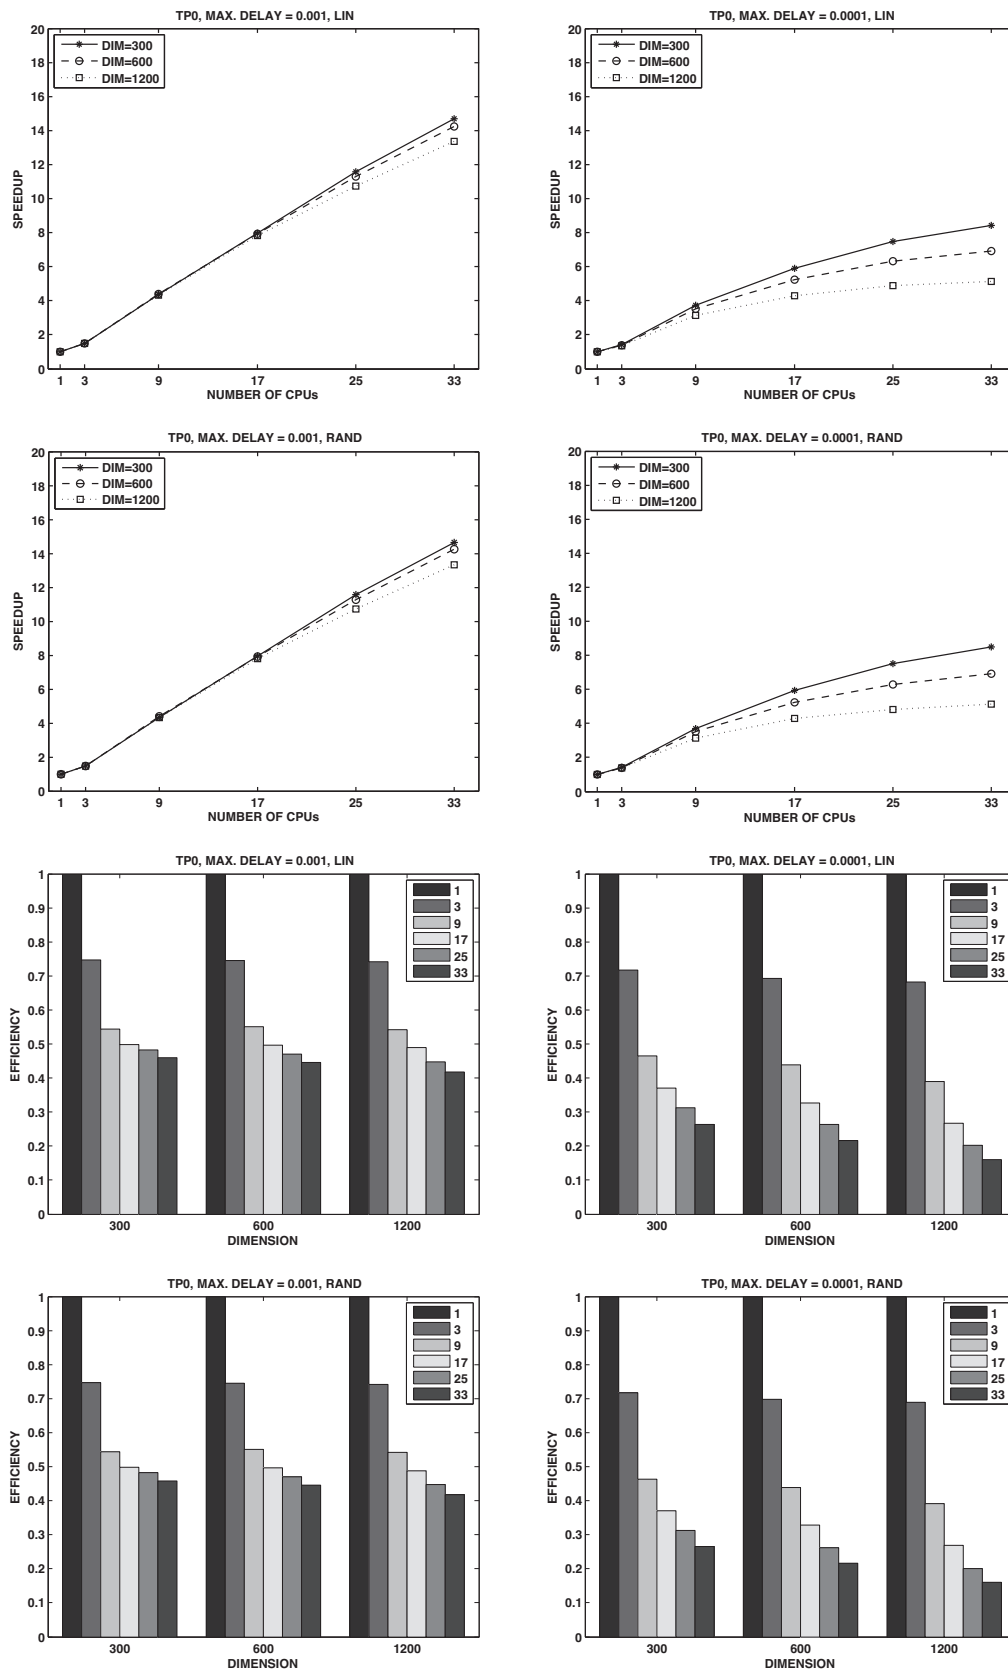 TP0, MAX. DELAY = 0.001, LIN
20
18
16
14
12
10
8
6
4
2
0
SPEEDUP
DIM=300
DIM=600
DIM=1200
1 3 9 17 25 33
NUMBER OF CPUs
TP0, MAX. DELAY = 0.0001, LIN
20
18
16
14
12
10
8
6
4
2
0
SPEEDUP
DIM=300
DIM=600
DIM=1200
1 3 9 17 25 33
NUMBER OF CPUs
TP0, MAX. DELAY = 0.001, RAND
20
18
16
14
12
10
8
6
4
2
0
SPEEDUP
DIM=300
DIM=600
DIM=1200
1 3 9 17 25 33
NUMBER OF CPUs
TP0, MAX. DELAY = 0.0001, RAND
20
18
16
14
12
10
8
6
4
2
0
SPEEDUP
DIM=300
DIM=600
DIM=1200
1 3 9 17 25 33
NUMBER OF CPUs
TP0, MAX. DELAY = 0.001, LIN
1
0.9
0.8
0.7
0.6
0.5
0.4
0.3
0.2
0.1
0
EFFICIENCY
1
3
9
17
25
33
300 600 1200
DIMENSION
TP0, MAX. DELAY = 0.0001, LIN
1
0.9
0.8
0.7
0.6
0.5
0.4
0.3
0.2
0.1
0
EFFICIENCY
1
3
9
17
25
33
300 600 1200
DIMENSION
TP0, MAX. DELAY = 0.001, RAND
1
0.9
0.8
0.7
0.6
0.5
0.4
0.3
0.2
0.1
0
EFFICIENCY
1
3
9
17
25
33
300 600 1200
DIMENSION
TP0, MAX. DELAY = 0.0001, RAND
1
0.9
0.8
0.7
0.6
0.5
0.4
0.3
0.2
0.1
0
EFFICIENCY
1
3
9
17
25
33
300 600 1200
DIMENSION